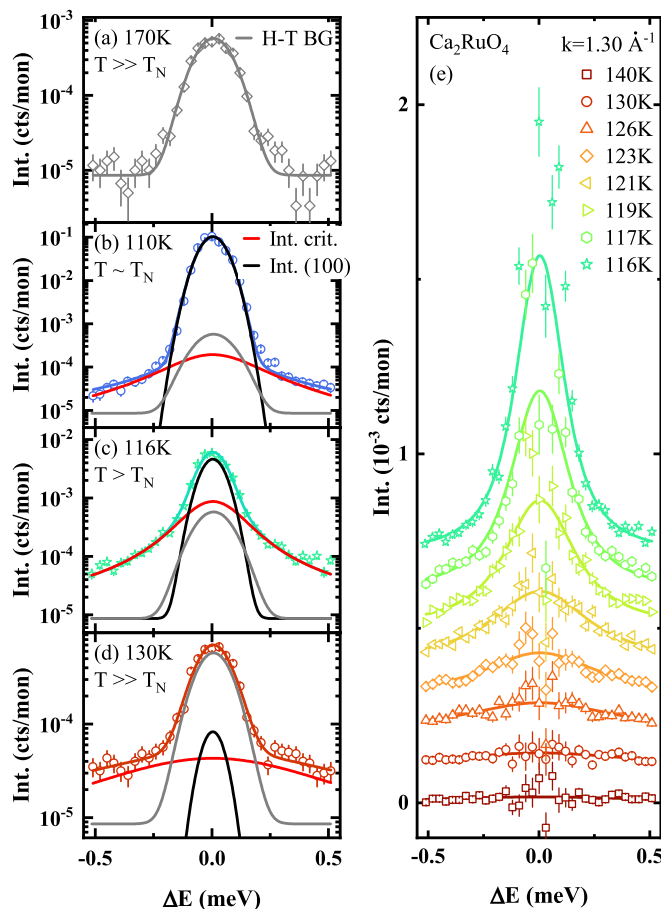 (a) 170K
T >> T_N
H-T BG
10^-3
10^-5
Int. (cts/mon)
(b) 110K
T ~ T_N
Int. crit.
Int. (100)
10^-1
10^-3
10^-4
10^-5
Int. (cts/mon)
(c) 116K
T > T_N
10^-2
10^-3
10^-4
10^-5
Int. (cts/mon)
(d) 130K
T >> T_N
10^-4
10^-5
Int. (cts/mon)
-0.5
0.0
0.5
ΔE (meV)
Ca₂RuO₄
k=1.30 Å⁻¹
(e)
140K
130K
126K
123K
121K
119K
117K
116K
2
1
0
Int. (10^-3 cts/mon)
-0.5
0.0
0.5
ΔE (meV)